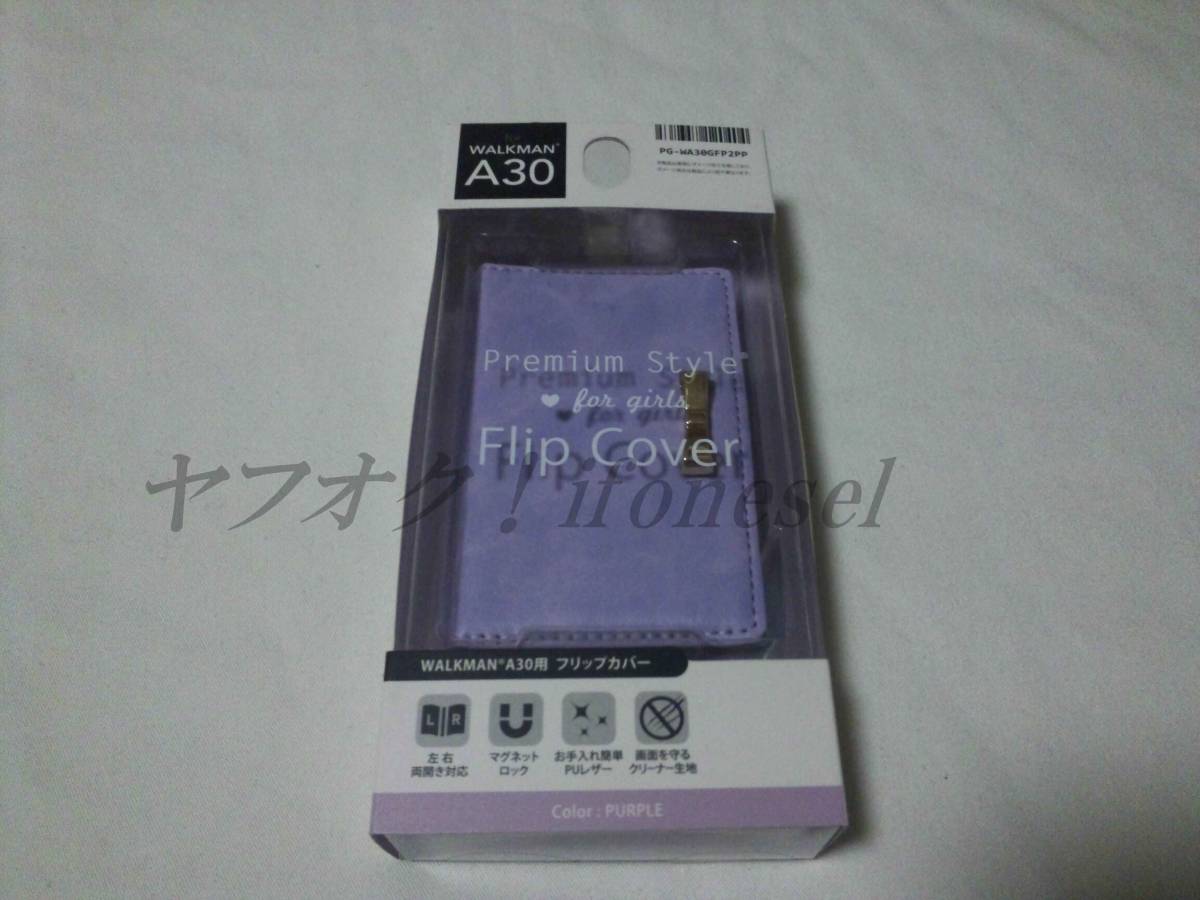 for
WALKMAN®
A30
PG-WA30GFP2PP
Premium Style
for girls
Flip Cover
ヤフオク！ifonesel
WALKMAN®A30用 フリップカバー
L R
左右
両開き対応
マグネット
ロック
お手入れ簡単
PUレザー
画面を守る
クリーナー生地
Color : PURPLE